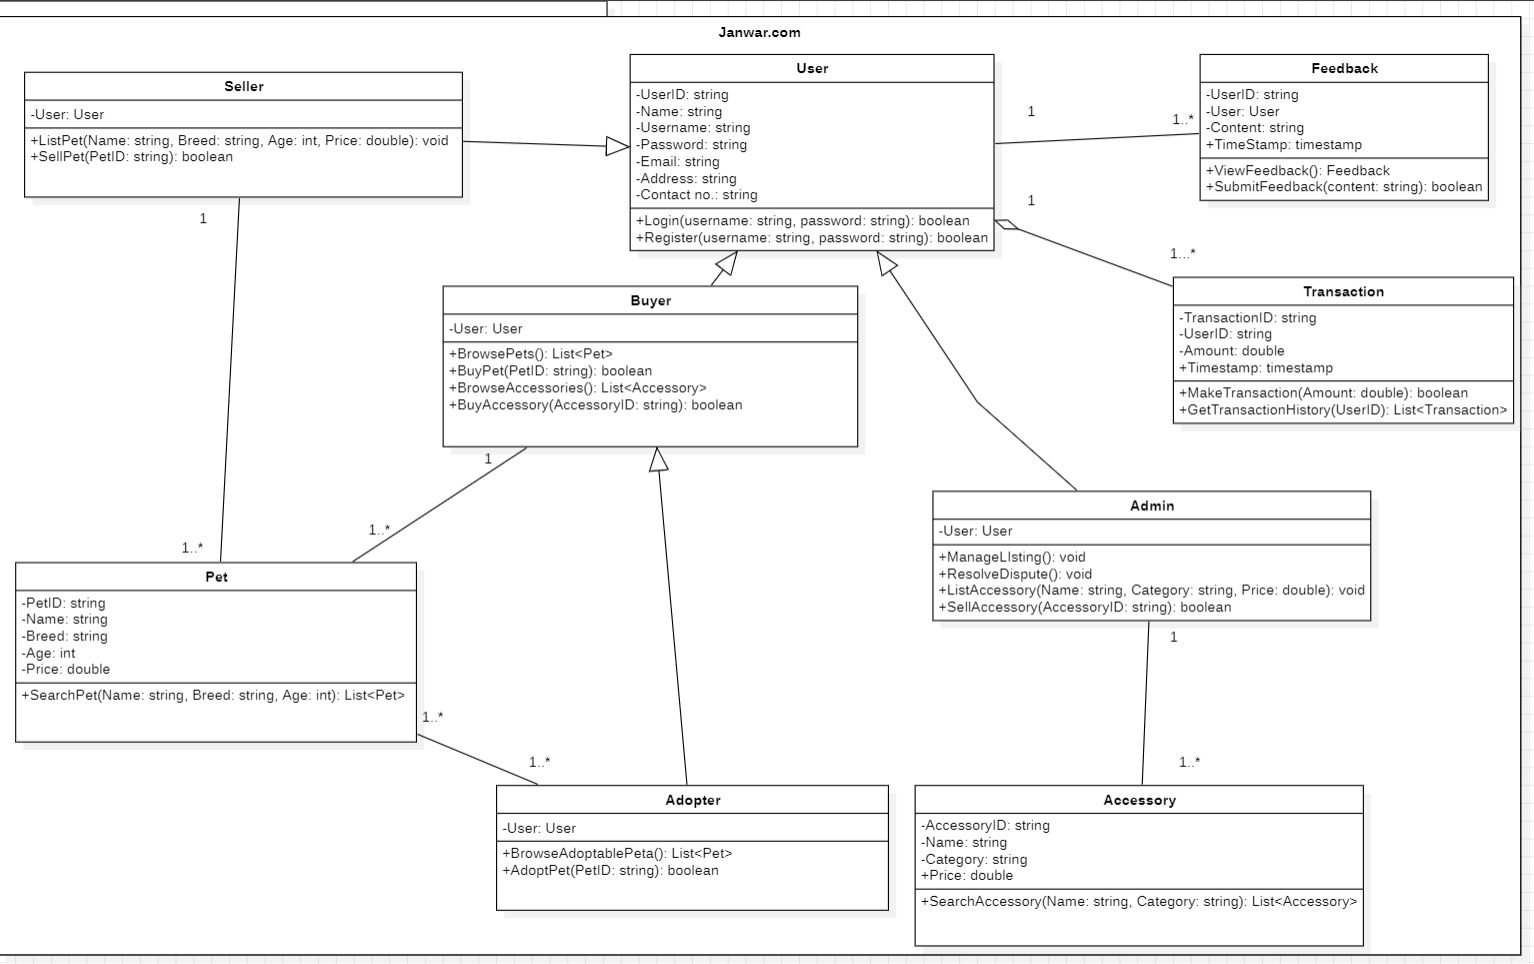 Janwar.com
Seller
-User: User
+ListPet(Name: string, Breed: string, Age: int, Price: double): void
+SellPet(PetID: string): boolean
User
-UserID: string
-Name: string
-Username: string
-Password: string
-Email: string
-Address: string
-Contact no.: string
+Login(username: string, password: string): boolean
+Register(username: string, password: string): boolean
1
1..*
Feedback
-UserID: string
-User: User
-Content: string
+TimeStamp: timestamp
+ViewFeedback(): Feedback
+SubmitFeedback(content: string): boolean
1
1...*
Transaction
-TransactionID: string
-UserID: string
-Amount: double
+Timestamp: timestamp
+MakeTransaction(Amount: double): boolean
+GetTransactionHistory(UserID): List<Transaction>
1
1..*
Buyer
-User: User
+BrowsePets(): List<Pet>
+BuyPet(PetID: string): boolean
+BrowseAccessories(): List<Accessory>
+BuyAccessory(AccessoryID: string): boolean
1
1..*
Pet
-PetID: string
-Name: string
-Breed: string
-Age: int
-Price: double
+SearchPet(Name: string, Breed: string, Age: int): List<Pet>
1..*
1..*
Admin
-User: User
+ManageLIsting(): void
+ResolveDispute(): void
+ListAccessory(Name: string, Category: string, Price: double): void
+SellAccessory(AccessoryID: string): boolean
1
1..*
Adopter
-User: User
+BrowseAdoptablePeta(): List<Pet>
+AdoptPet(PetID: string): boolean
Accessory
-AccessoryID: string
-Name: string
-Category: string
+Price: double
+SearchAccessory(Name: string, Category: string): List<Accessory>